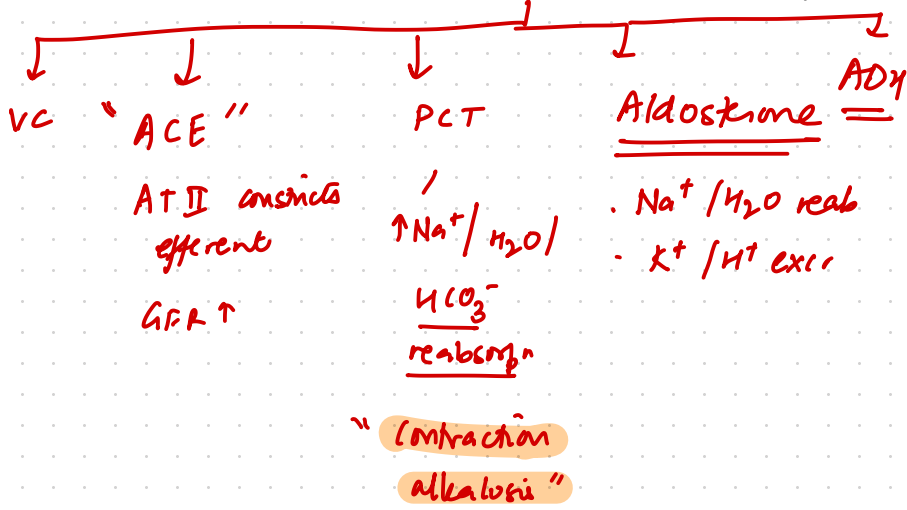 VC
"ACE"
AT II constricts
efferent
GFR ↑
PCT
↑ Na⁺ / H₂O /
HCO₃⁻
reabsorpn
"Contraction
alkalosis"
Aldosterone
· Na⁺ / H₂O reab
· K⁺ / H⁺ excr
ADH